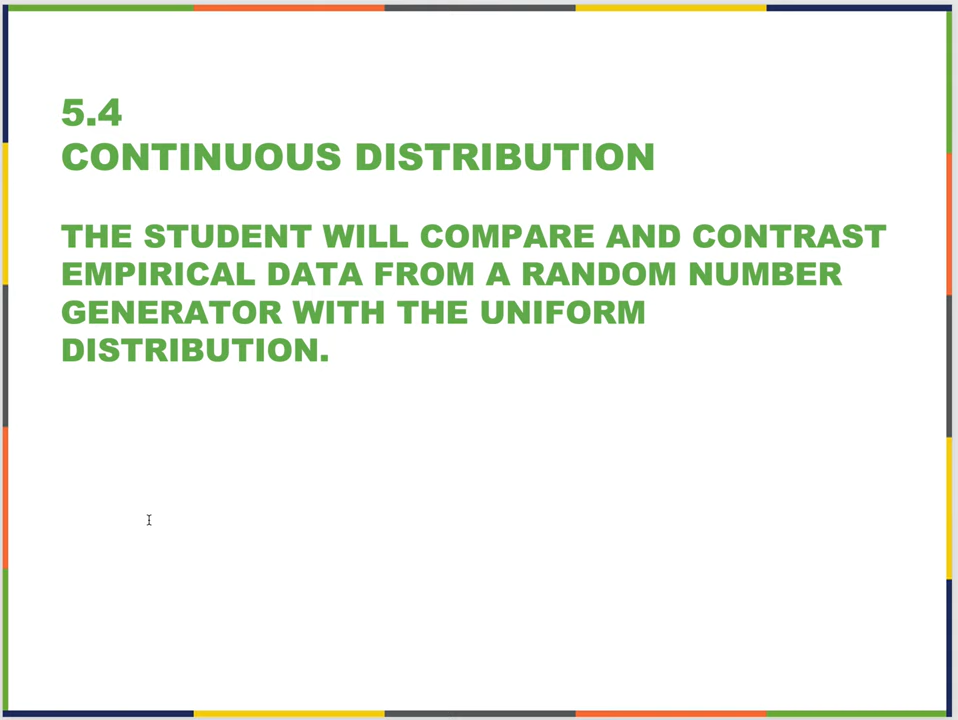 5.4
CONTINUOUS DISTRIBUTION
THE STUDENT WILL COMPARE AND CONTRAST
EMPIRICAL DATA FROM A RANDOM NUMBER
GENERATOR WITH THE UNIFORM
DISTRIBUTION.